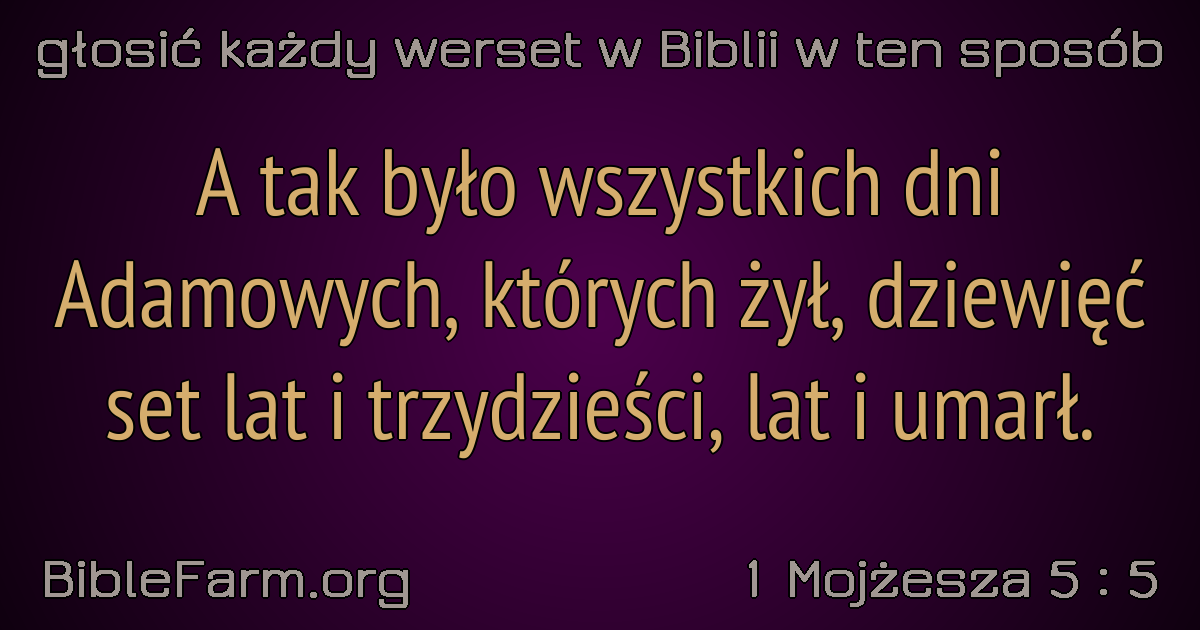 głosić każdy werset w Biblii w ten sposób
A tak było wszystkich dni
Adamowych, których żył, dziewięć
set lat i trzydzieści, lat i umarł.
BibleFarm.org
1 Mojżesza 5 : 5